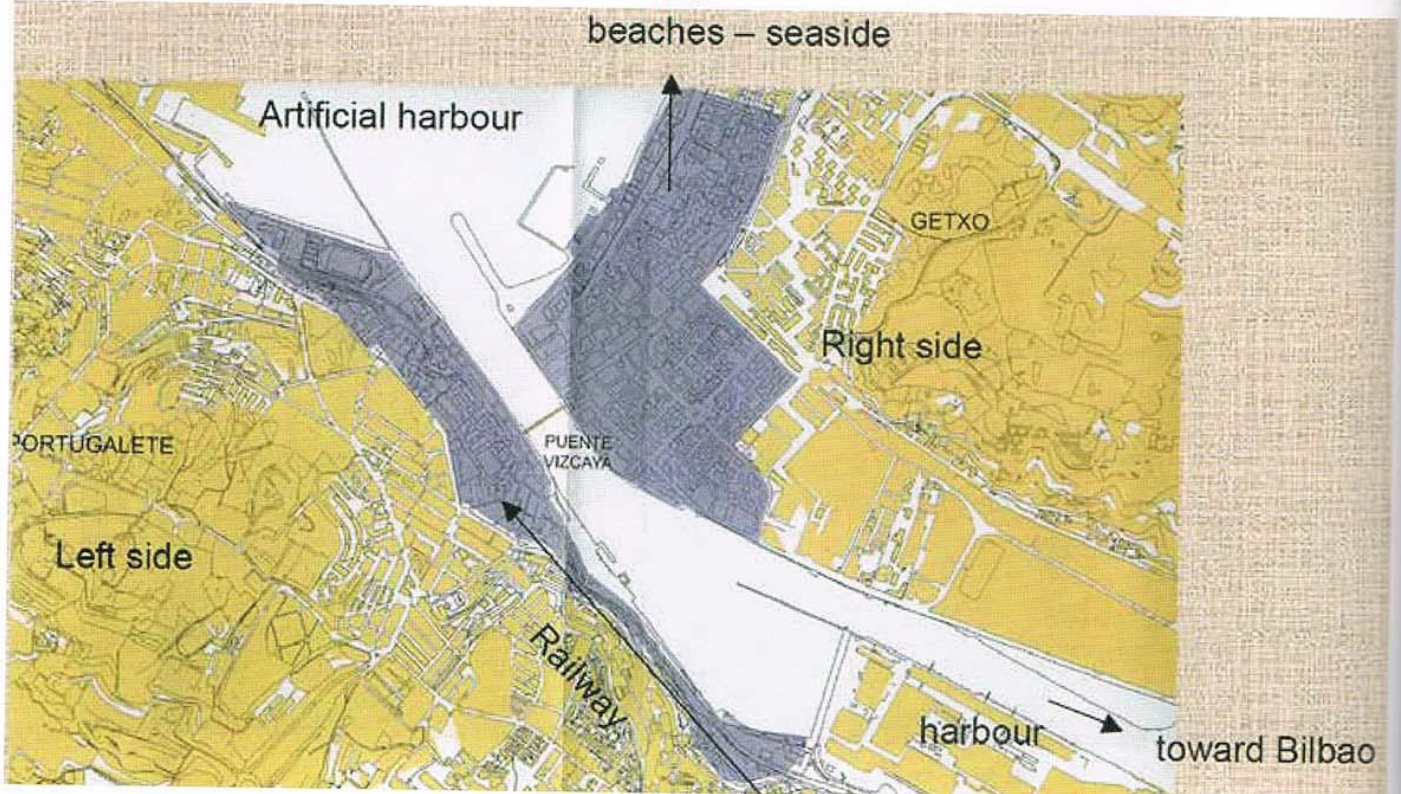 beaches – seaside
Artificial harbour
GETXO
Right side
PORTUGALETE
PUENTE
VIZCAYA
Left side
Railway
harbour
toward Bilbao